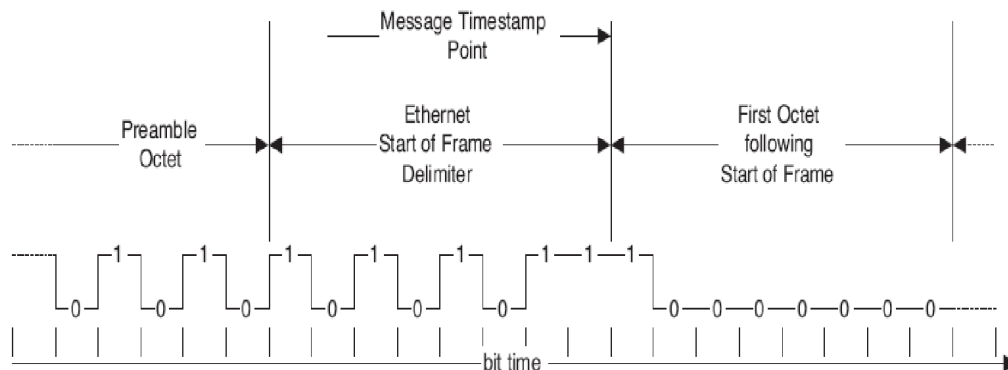 Message Timestamp
Point
Preamble
Octet
Ethernet
Start of Frame
Delimiter
First Octet
following
Start of Frame
0 1 0 1 0 1 0 1 0 1 0 1 1 1 0 0 0 0 0 0 0
bit time